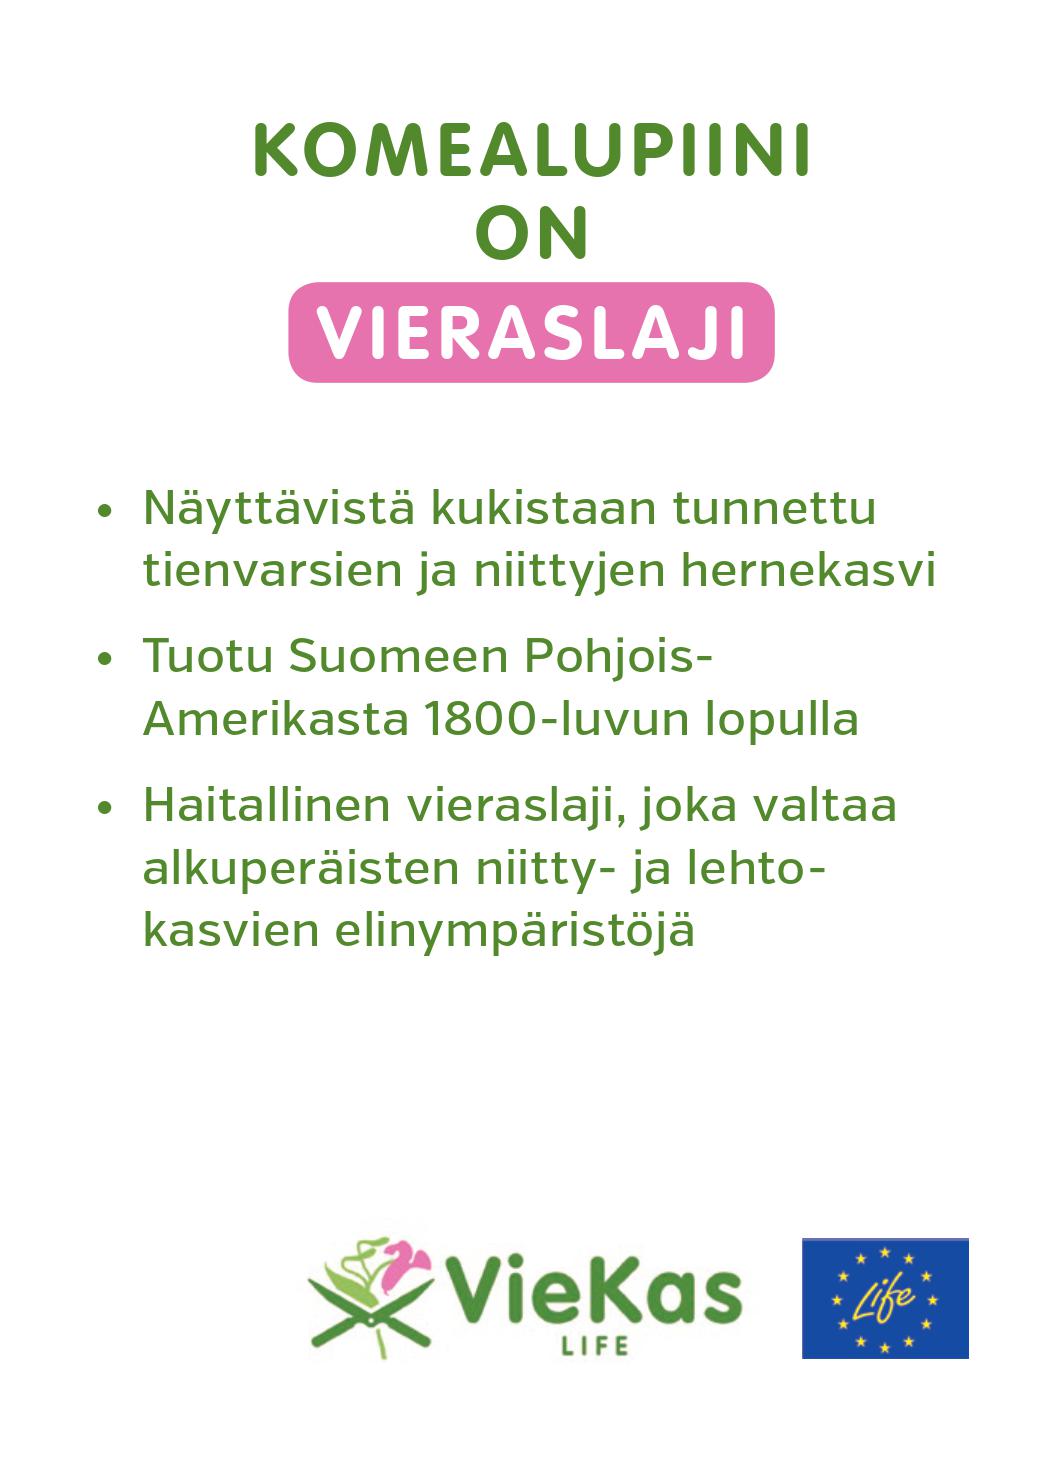 KOMEALUPIINI
ON
VIERASLAJI
• Näyttävistä kukistaan tunnettu
tienvarsien ja niittyjen hernekasvi
• Tuotu Suomeen Pohjois-
Amerikasta 1800-luvun lopulla
• Haitallinen vieraslaji, joka valtaa
alkuperäisten niitty- ja lehto-
kasvien elinympäristöjä
VieKas
LIFE
Life